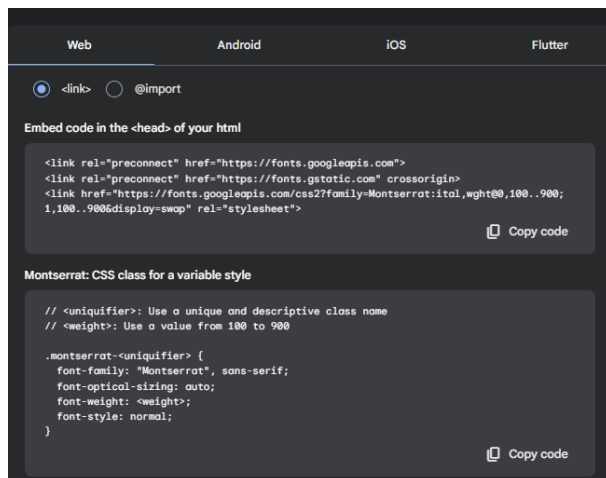 Web Android iOS Flutter
<link> @import
Embed code in the <head> of your html
<link rel="preconnect" href="https://fonts.googleapis.com">
<link rel="preconnect" href="https://fonts.gstatic.com" crossorigin>
<link href="https://fonts.googleapis.com/css2?family=Montserrat:ital,wght@0,100..900;
1,100..900&display=swap" rel="stylesheet">
Copy code
Montserrat: CSS class for a variable style
// <uniquifier>: Use a unique and descriptive class name
// <weight>: Use a value from 100 to 900
.montserrat-<uniquifier> {
font-family: "Montserrat", sans-serif;
font-optical-sizing: auto;
font-weight: <weight>;
font-style: normal;
}
Copy code